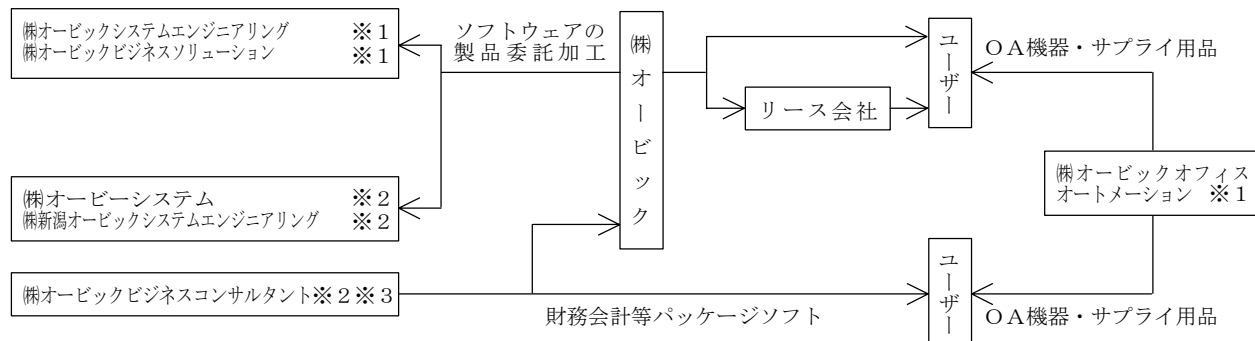 ㈱オービックシステムエンジニアリング ※１
㈱オービックビジネスソリューション ※１
ソフトウェアの
製品委託加工
㈱オービック
リース会社
ユーザー
ＯＡ機器・サプライ用品
㈱オービックオフィス
オートメーション ※１
㈱オービーシステム ※２
㈱新潟オービックシステムエンジニアリング ※２
㈱オービックビジネスコンサルタント※２※３
財務会計等パッケージソフト
ユーザー
ＯＡ機器・サプライ用品